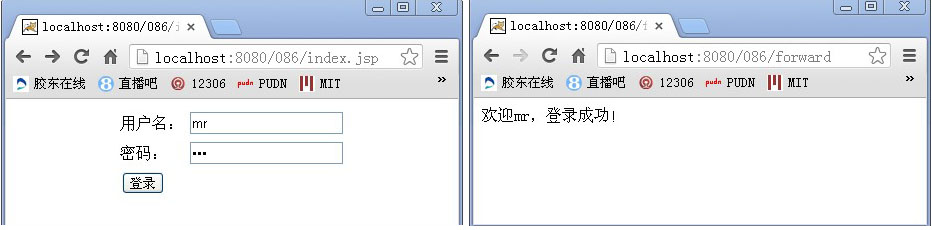 localhost:8080/086/i
localhost:8080/086/index.jsp
胶东在线 直播吧 12306 pudn PUDN MIT »
用户名： mr
密码： •••
登录
localhost:8080/086/i
localhost:8080/086/forward
胶东在线 直播吧 12306 pudn PUDN MIT »
欢迎mr，登录成功!